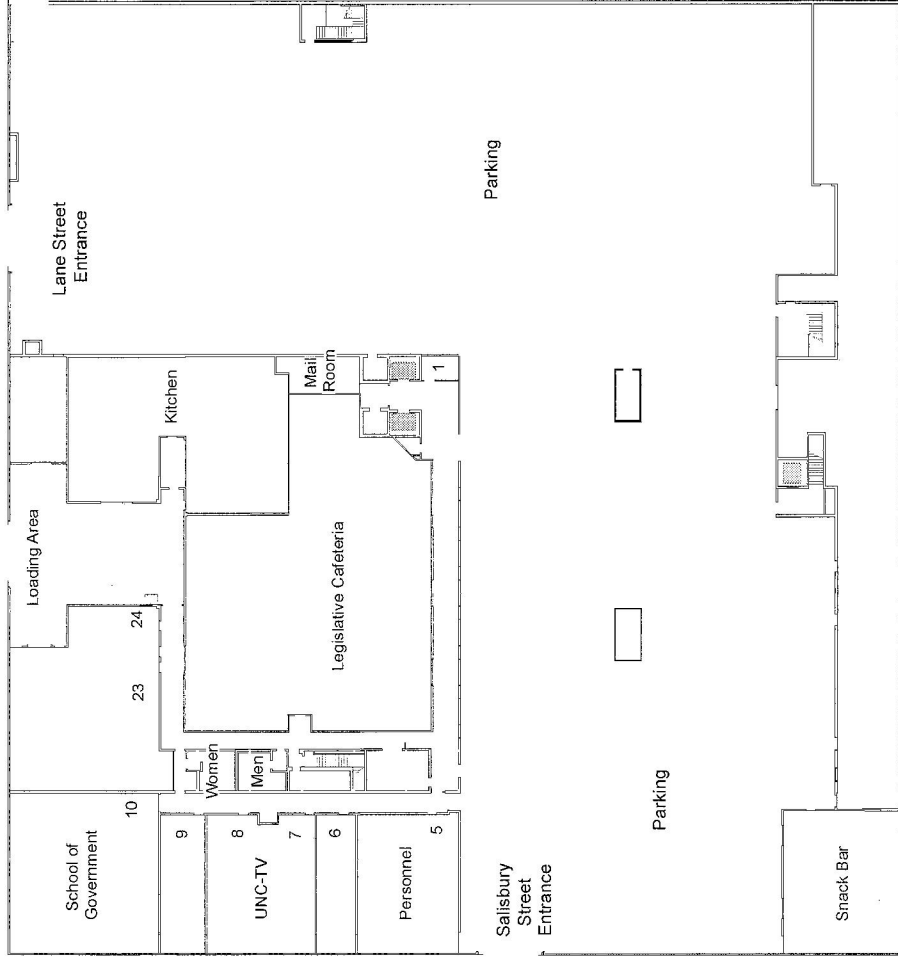 Lane Street
Entrance
Parking
Loading Area
Kitchen
Mail
Room
1
Legislative Cafeteria
24
23
Women
Men
10
School of
Government
9
8
UNC-TV
7
6
5
Personnel
Salisbury
Street
Entrance
Parking
Snack Bar